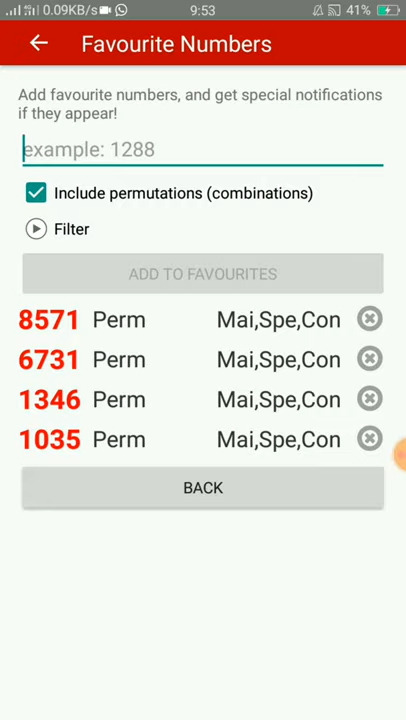 0.09KB/s 9:53 41%
Favourite Numbers
Add favourite numbers, and get special notifications
if they appear!
example: 1288
Include permutations (combinations)
Filter
ADD TO FAVOURITES
8571 Perm Mai,Spe,Con
6731 Perm Mai,Spe,Con
1346 Perm Mai,Spe,Con
1035 Perm Mai,Spe,Con
BACK